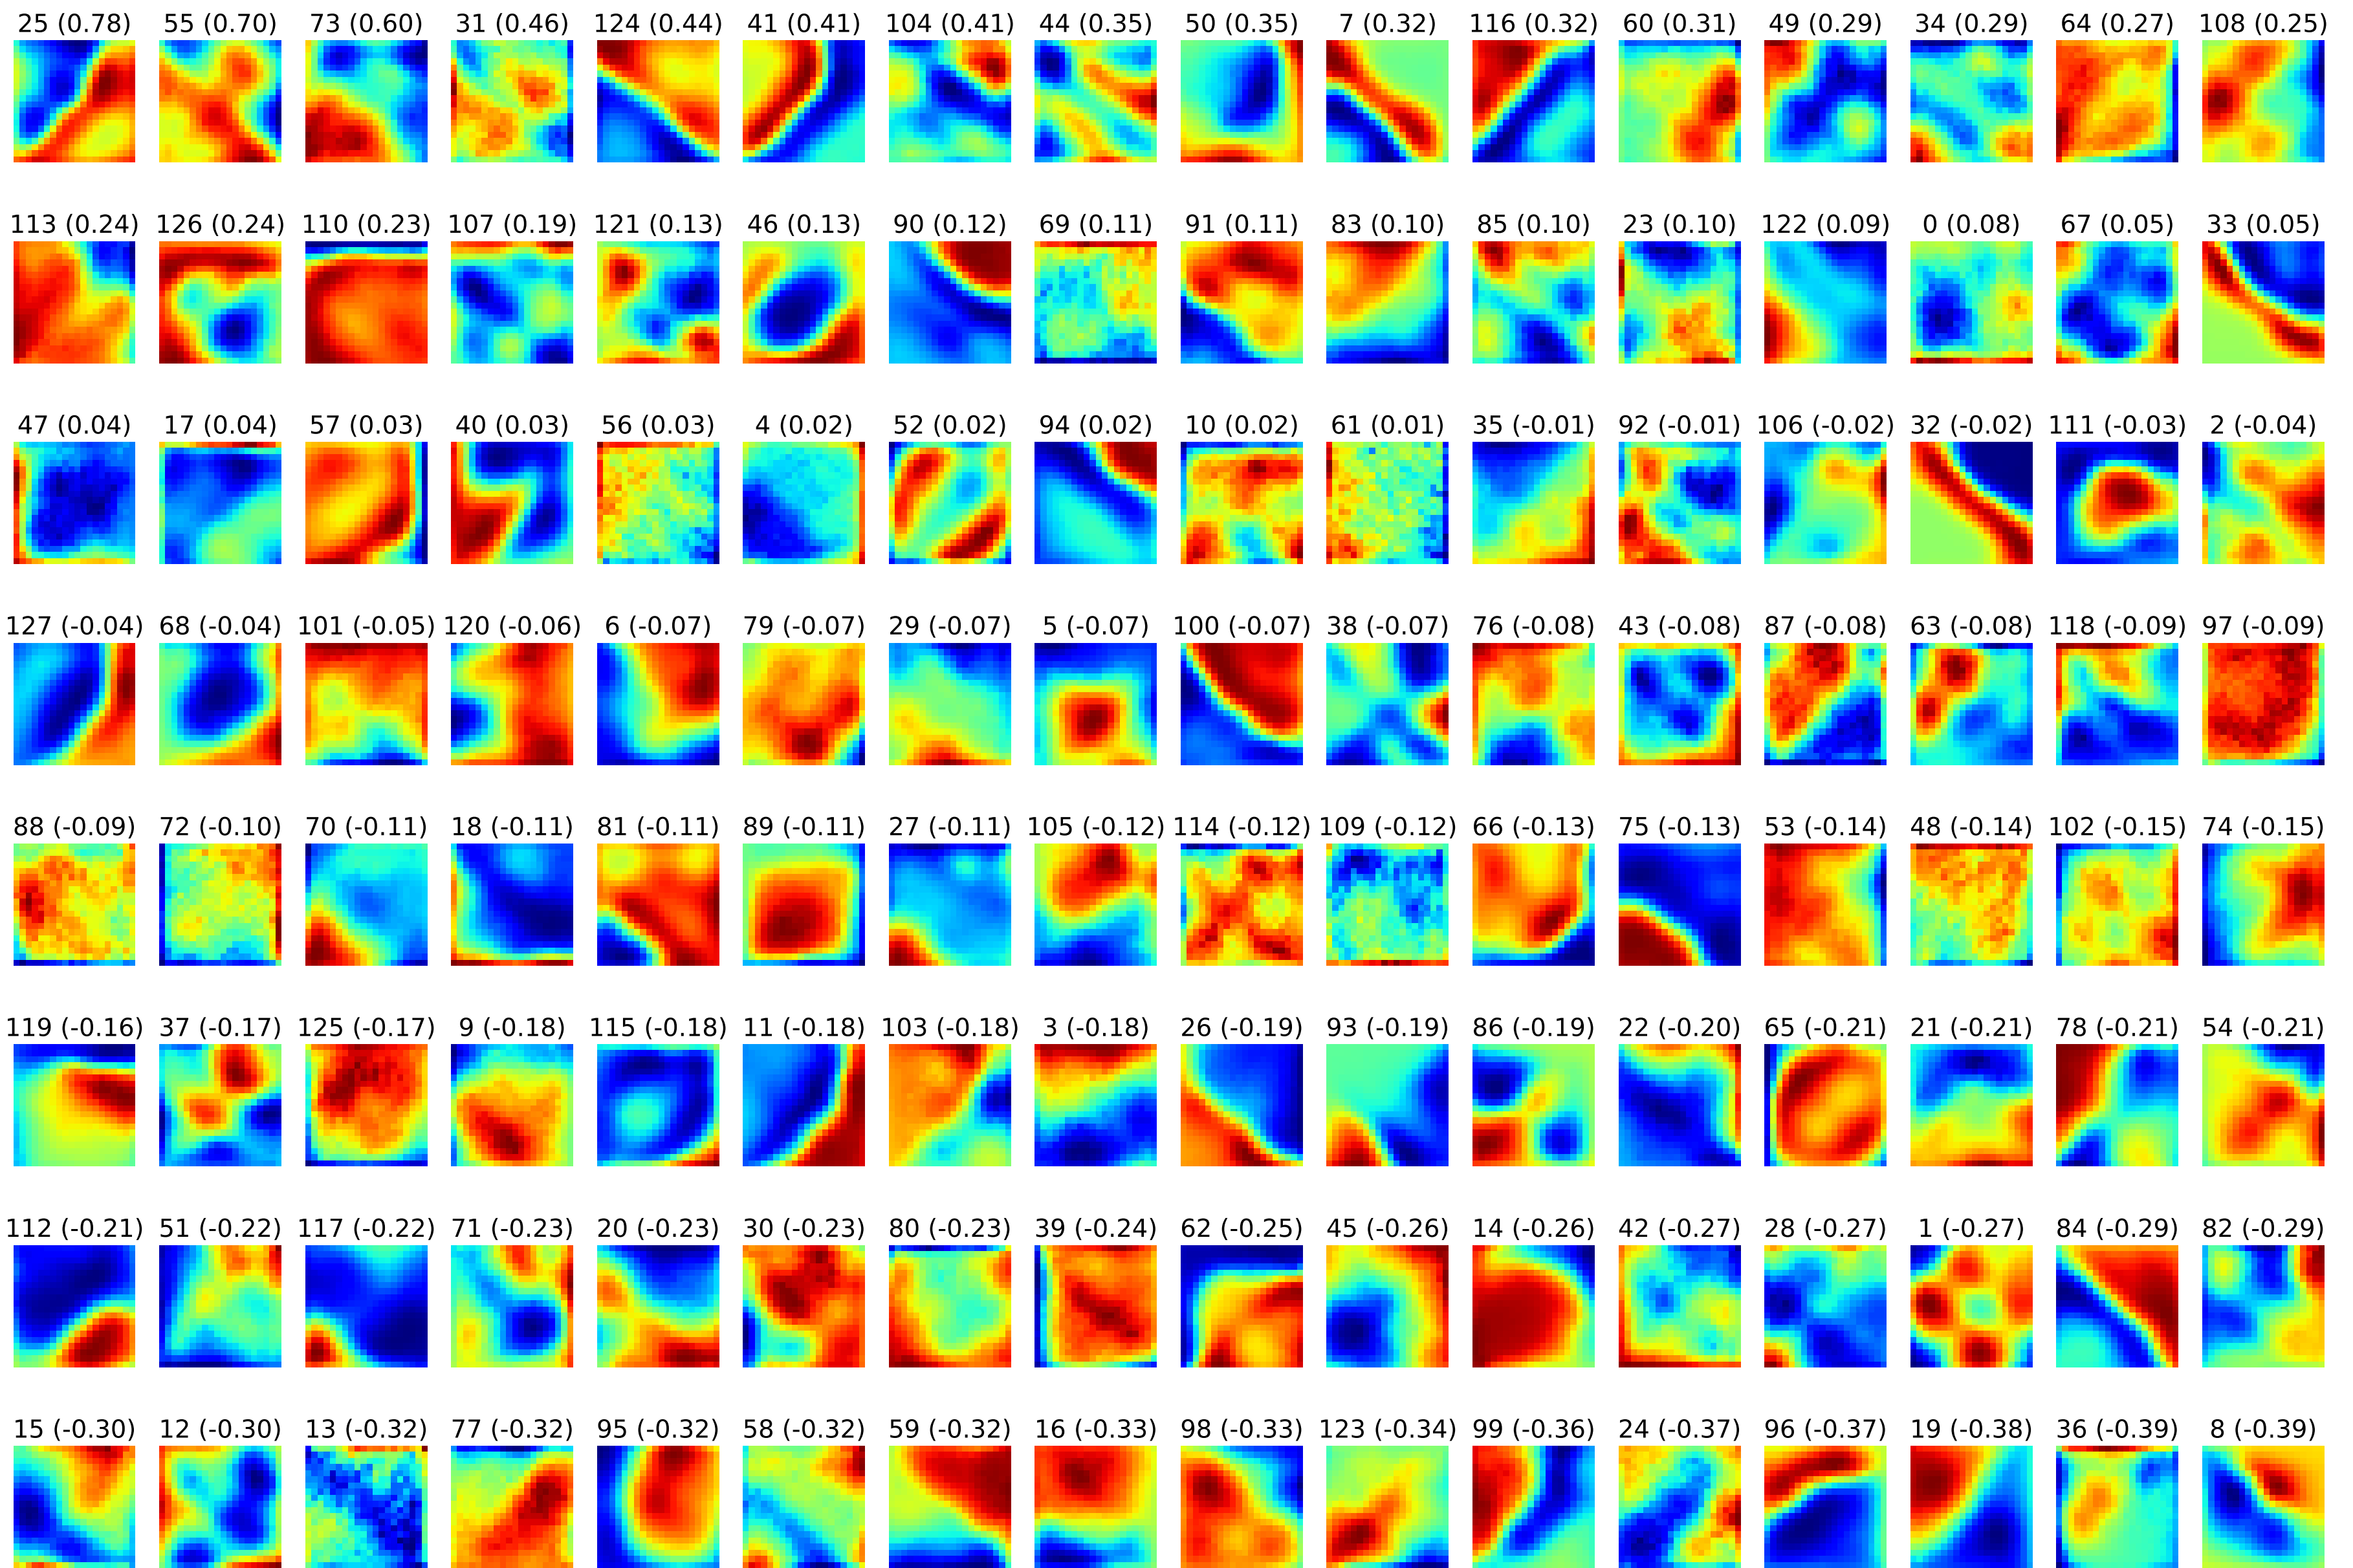 25 (0.78) 55 (0.70) 73 (0.60) 31 (0.46) 124 (0.44) 41 (0.41) 104 (0.41) 44 (0.35) 50 (0.35) 7 (0.32) 116 (0.32) 60 (0.31) 49 (0.29) 34 (0.29) 64 (0.27) 108 (0.25)
113 (0.24) 126 (0.24) 110 (0.23) 107 (0.19) 121 (0.13) 46 (0.13) 90 (0.12) 69 (0.11) 91 (0.11) 83 (0.10) 85 (0.10) 23 (0.10) 122 (0.09) 0 (0.08) 67 (0.05) 33 (0.05)
47 (0.04) 17 (0.04) 57 (0.03) 40 (0.03) 56 (0.03) 4 (0.02) 52 (0.02) 94 (0.02) 10 (0.02) 61 (0.01) 35 (-0.01) 92 (-0.01) 106 (-0.02) 32 (-0.02) 111 (-0.03) 2 (-0.04)
127 (-0.04) 68 (-0.04) 101 (-0.05) 120 (-0.06) 6 (-0.07) 79 (-0.07) 29 (-0.07) 5 (-0.07) 100 (-0.07) 38 (-0.07) 76 (-0.08) 43 (-0.08) 87 (-0.08) 63 (-0.08) 118 (-0.09) 97 (-0.09)
88 (-0.09) 72 (-0.10) 70 (-0.11) 18 (-0.11) 81 (-0.11) 89 (-0.11) 27 (-0.11) 105 (-0.12) 114 (-0.12) 109 (-0.12) 66 (-0.13) 75 (-0.13) 53 (-0.14) 48 (-0.14) 102 (-0.15) 74 (-0.15)
119 (-0.16) 37 (-0.17) 125 (-0.17) 9 (-0.18) 115 (-0.18) 11 (-0.18) 103 (-0.18) 3 (-0.18) 26 (-0.19) 93 (-0.19) 86 (-0.19) 22 (-0.20) 65 (-0.21) 21 (-0.21) 78 (-0.21) 54 (-0.21)
112 (-0.21) 51 (-0.22) 117 (-0.22) 71 (-0.23) 20 (-0.23) 30 (-0.23) 80 (-0.23) 39 (-0.24) 62 (-0.25) 45 (-0.26) 14 (-0.26) 42 (-0.27) 28 (-0.27) 1 (-0.27) 84 (-0.29) 82 (-0.29)
15 (-0.30) 12 (-0.30) 13 (-0.32) 77 (-0.32) 95 (-0.32) 58 (-0.32) 59 (-0.32) 16 (-0.33) 98 (-0.33) 123 (-0.34) 99 (-0.36) 24 (-0.37) 96 (-0.37) 19 (-0.38) 36 (-0.39) 8 (-0.39)